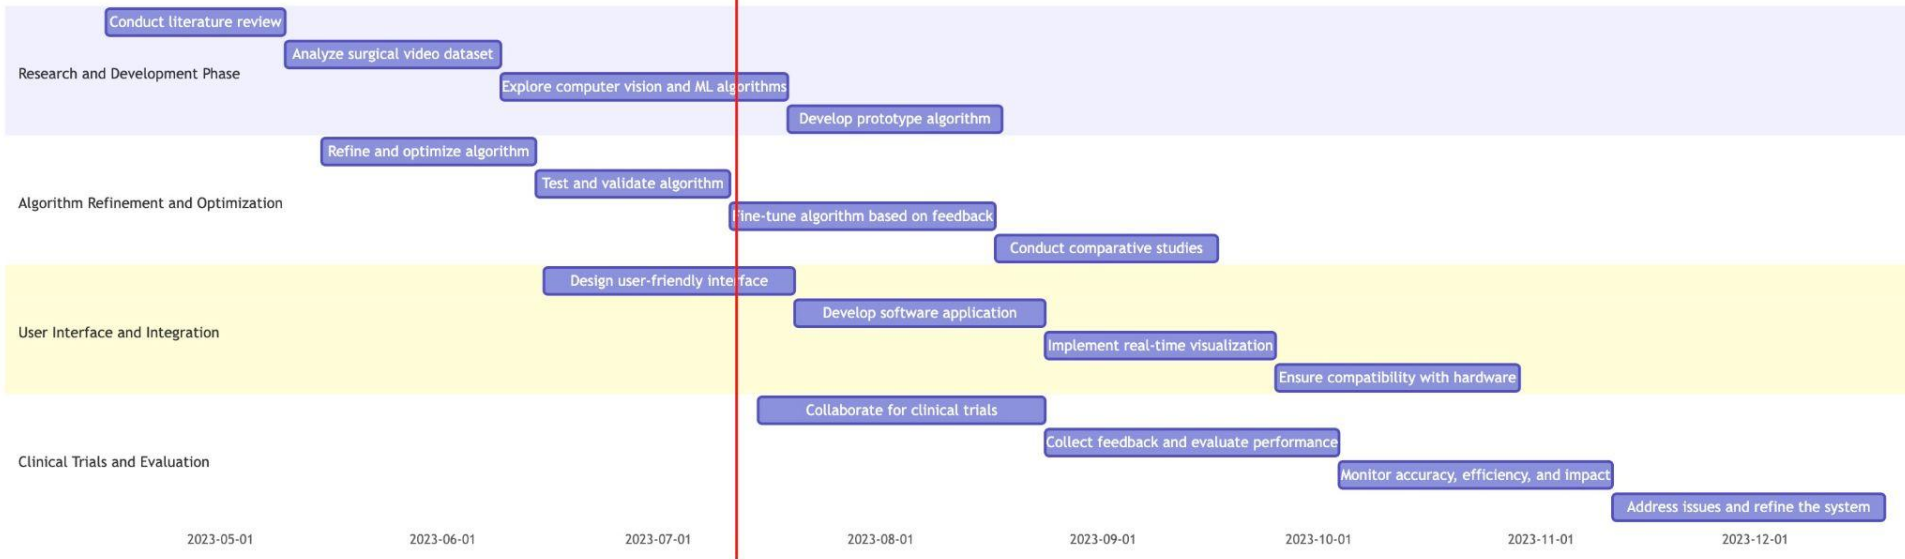 Conduct literature review
Analyze surgical video dataset
Research and Development Phase
Explore computer vision and ML algorithms
Develop prototype algorithm
Refine and optimize algorithm
Test and validate algorithm
Algorithm Refinement and Optimization
Fine-tune algorithm based on feedback
Conduct comparative studies
Design user-friendly interface
Develop software application
User Interface and Integration
Implement real-time visualization
Ensure compatibility with hardware
Collaborate for clinical trials
Collect feedback and evaluate performance
Clinical Trials and Evaluation
Monitor accuracy, efficiency, and impact
Address issues and refine the system
2023-05-01 2023-06-01 2023-07-01 2023-08-01 2023-09-01 2023-10-01 2023-11-01 2023-12-01